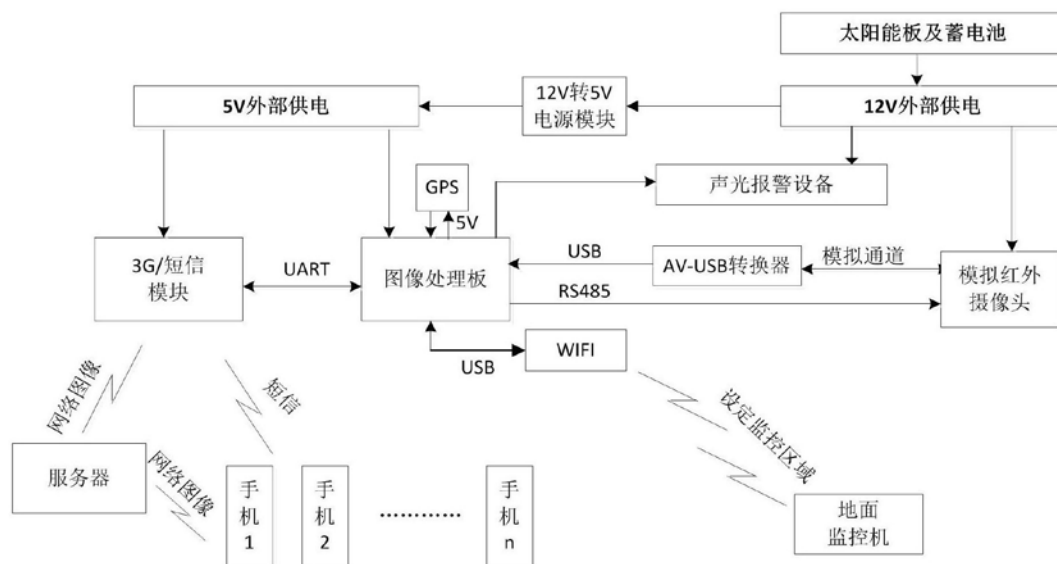 太阳能板及蓄电池
5V外部供电
12V转5V
电源模块
12V外部供电
GPS
5V
声光报警设备
3G/短信
模块
UART
图像处理板
USB
AV-USB转换器
模拟通道
RS485
模拟红外
摄像头
USB
WIFI
网络图像
短信
设定监控区域
服务器
网络图像
手
机
1
手
机
2
…………
手
机
n
地面
监控机